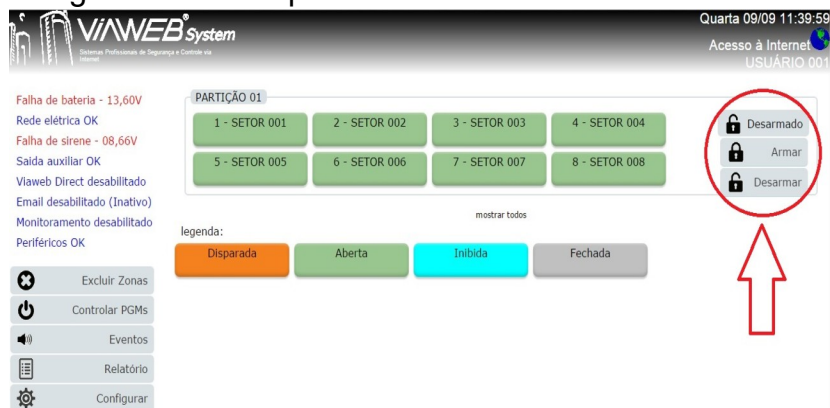 VIAWEB® System
Sistemas Profissionais de Segurança e Controle via
Internet
Quarta 09/09 11:39:59
Acesso à Internet
USUÁRIO 001
Falha de bateria - 13,60V
Rede elétrica OK
Falha de sirene - 08,66V
Saida auxiliar OK
Viaweb Direct desabilitado
Email desabilitado (Inativo)
Monitoramento desabilitado
Periféricos OK
Excluir Zonas
Controlar PGMs
Eventos
Relatório
Configurar
PARTIÇÃO 01
1 - SETOR 001
2 - SETOR 002
3 - SETOR 003
4 - SETOR 004
5 - SETOR 005
6 - SETOR 006
7 - SETOR 007
8 - SETOR 008
Desarmado
Armar
Desarmar
mostrar todos
legenda:
Disparada
Aberta
Inibida
Fechada